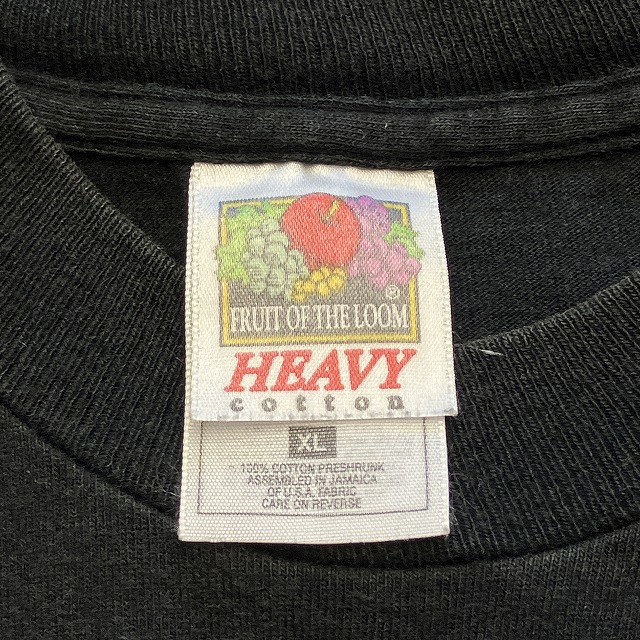 ®
FRUIT OF THE LOOM
HEAVY
cotton
XL
100% COTTON PRESHRUNK
ASSEMBLED IN JAMAICA
OF U.S.A. FABRIC
CARE ON REVERSE